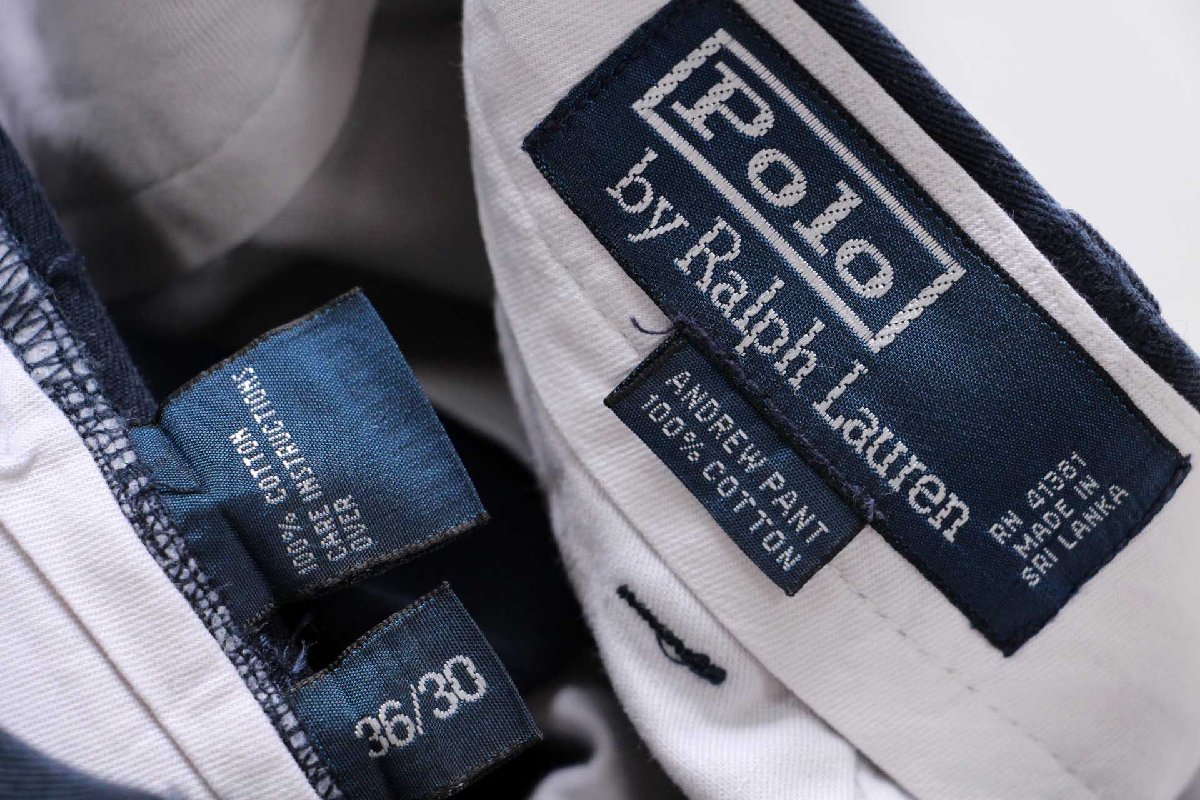 Polo
by Ralph Lauren
RN 41381
MADE IN
SRI LANKA
ANDREW PANT
100% COTTON
100% COTTON
CARE INSTRUCTIONS
OVER
36/30